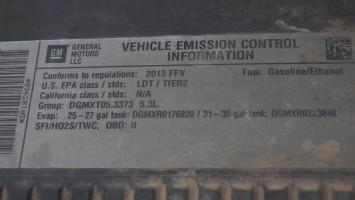 GM
GENERAL MOTORS LLC
VEHICLE EMISSION CONTROL INFORMATION
Conforms to regulations: 2013 FFV Fuel: Gasoline/Ethanol
U.S. EPA class / stds: LDT / TIER2
California class / stds: N/A
Group: DGMXT05.3373 5.3L
Evap: 25-27 gal tank: DGMXR0176820 / 31-35 gal tank:
SFI/HO2S/TWC, OBD: II